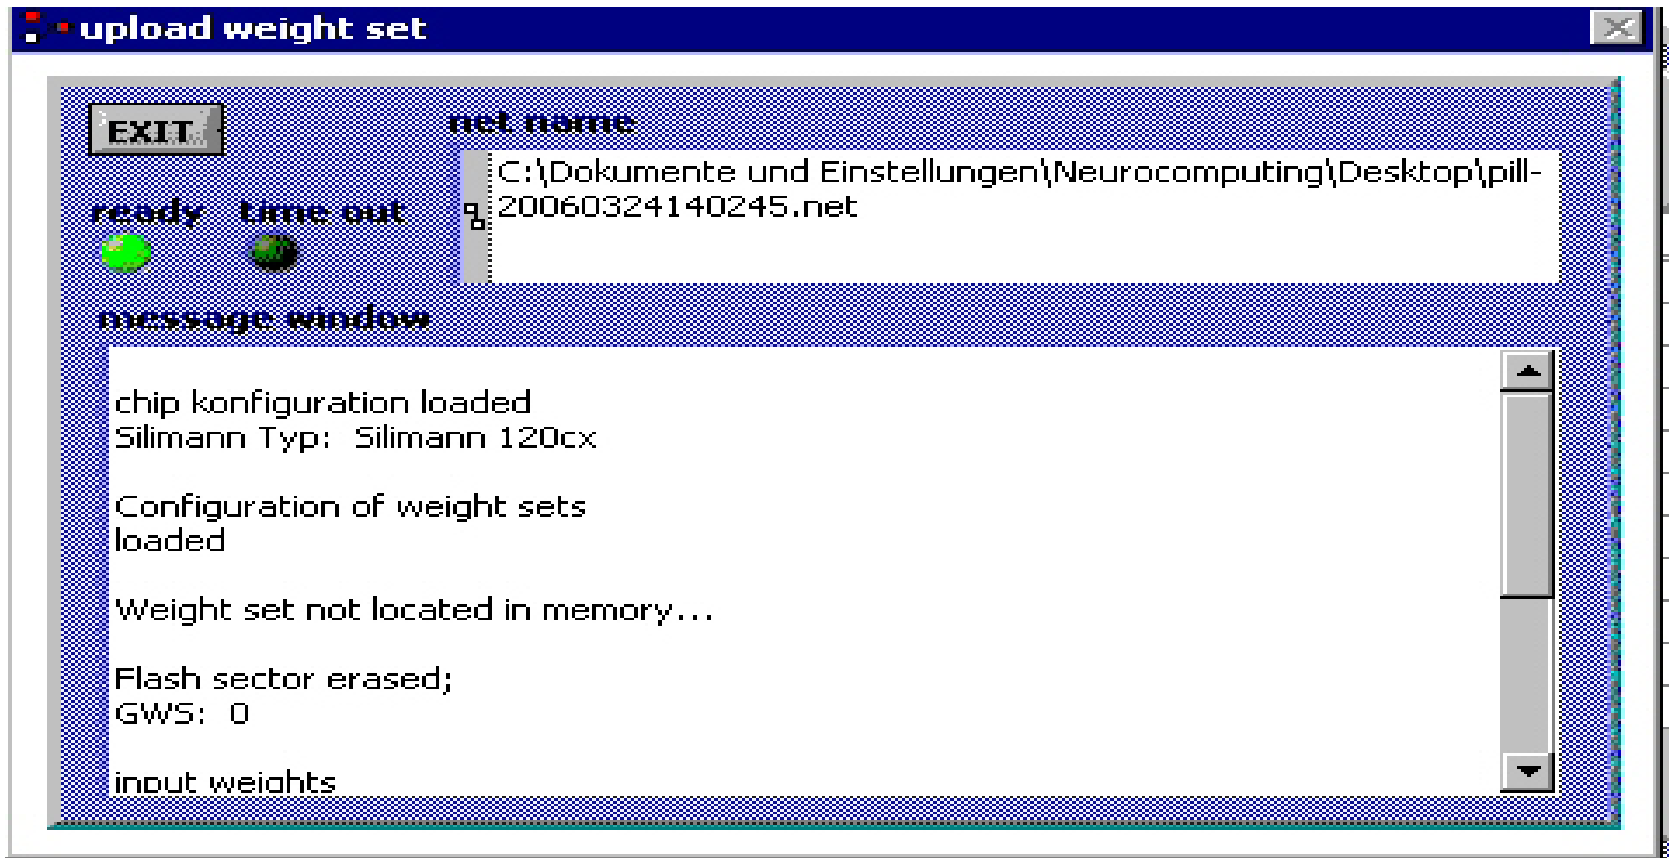 upload weight set
EXIT
net name
C:\Dokumente und Einstellungen\Neurocomputing\Desktop\pill-
20060324140245.net
ready time out
message window
chip konfiguration loaded
Silimann Typ: Silimann 120cx
Configuration of weight sets
loaded
Weight set not located in memory...
Flash sector erased;
GWS: 0
input weights